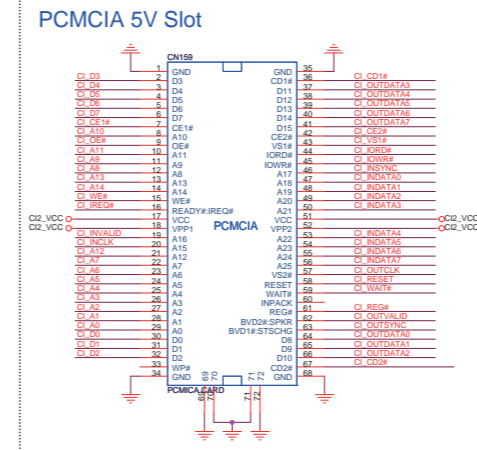 PCMCIA 5V Slot
CN159
1 GND GND 35
CI_D3 2 D3 CD1# 36 CI_CD1#
CI_D4 3 D4 D11 37 CI_OUTDATA3
CI_D5 4 D5 D12 38 CI_OUTDATA4
CI_D6 5 D6 D13 39 CI_OUTDATA5
CI_D7 6 D7 D14 40 CI_OUTDATA6
CI_CE1# 7 CE1# D15 41 CI_OUTDATA7
CI_A10 8 A10 CE2# 42 CI_CE2#
CI_OE# 9 OE# VS1# 43 CI_VS1#
CI_A11 10 A11 IORD# 44 CI_IORD#
CI_A9 11 A9 IOWR# 45 CI_IOWR#
CI_A8 12 A8 A17 46 CI_INSYNC
CI_A13 13 A13 A18 47 CI_INDATA0
CI_A14 14 A14 A19 48 CI_INDATA1
CI_WE# 15 WE# A20 49 CI_INDATA2
CI_IREQ# 16 READY#:IREQ# A21 50 CI_INDATA3
CI2_VCC 17 VCC PCMCIA VCC 51 CI2_VCC
CI2_VCC 18 VPP1 VPP2 52 CI2_VCC
CI_INVALID 19 A16 A22 53 CI_INDATA4
CI_INCLK 20 A15 A23 54 CI_INDATA5
CI_A12 21 A12 A24 55 CI_INDATA6
CI_A7 22 A7 A25 56 CI_INDATA7
CI_A6 23 A6 VS2# 57 CI_OUTCLK
CI_A5 24 A5 RESET 58 CI_RESET
CI_A4 25 A4 WAIT# 59 CI_WAIT#
CI_A3 26 A3 INPACK 60
CI_A2 27 A2 REG# 61 CI_REG#
CI_A1 28 A1 BVD2#:SPKR 62 CI_OUTVALID
CI_A0 29 A0 BVD1#:STSCHG 63 CI_OUTSYNC
CI_D0 30 D0 D8 64 CI_OUTDATA0
CI_D1 31 D1 D9 65 CI_OUTDATA1
CI_D2 32 D2 D10 66 CI_OUTDATA2
33 WP# CD2# 67 CI_CD2#
34 GND GND 68
69 70 71 72
PCMICA CARD
69 70 71 72